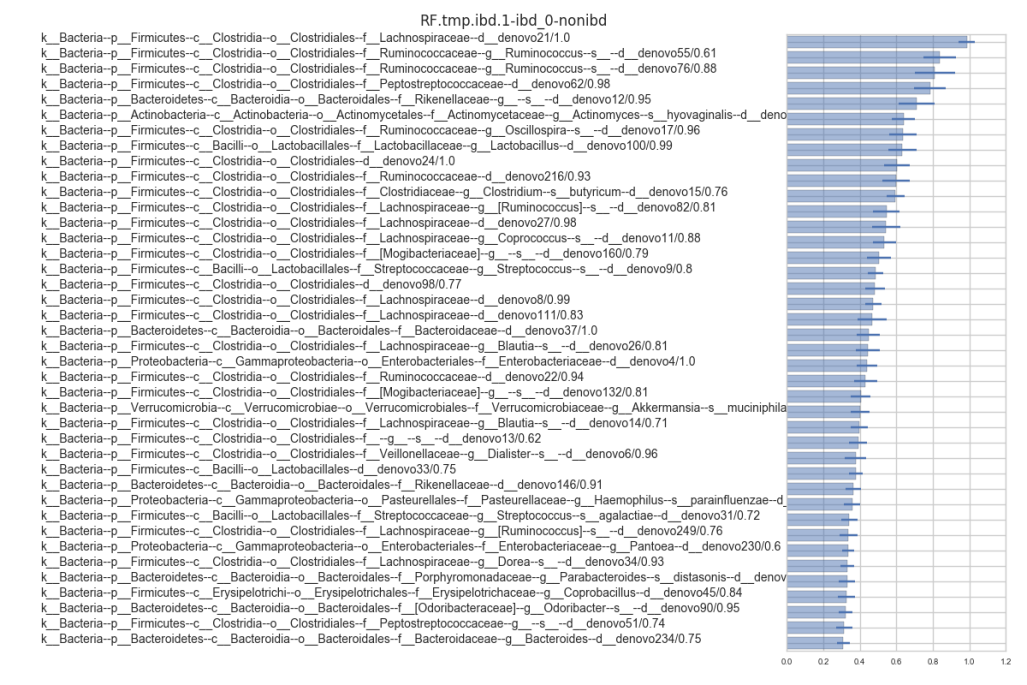 RF.tmp.ibd.1-ibd_0-nonibd
k__Bacteria--p__Firmicutes--c__Clostridia--o__Clostridiales--f__Lachnospiraceae--d__denovo21/1.0
k__Bacteria--p__Firmicutes--c__Clostridia--o__Clostridiales--f__Ruminococcaceae--g__Ruminococcus--s__--d__denovo55/0.61
k__Bacteria--p__Firmicutes--c__Clostridia--o__Clostridiales--f__Ruminococcaceae--g__Ruminococcus--s__--d__denovo76/0.88
k__Bacteria--p__Firmicutes--c__Clostridia--o__Clostridiales--f__Peptostreptococcaceae--d__denovo62/0.98
k__Bacteria--p__Bacteroidetes--c__Bacteroidia--o__Bacteroidales--f__Rikenellaceae--g__--s__--d__denovo12/0.95
k__Bacteria--p__Actinobacteria--c__Actinobacteria--o__Actinomycetales--f__Actinomycetaceae--g__Actinomyces--s__hyovaginalis--d__deno
k__Bacteria--p__Firmicutes--c__Clostridia--o__Clostridiales--f__Ruminococcaceae--g__Oscillospira--s__--d__denovo17/0.96
k__Bacteria--p__Firmicutes--c__Bacilli--o__Lactobacillales--f__Lactobacillaceae--g__Lactobacillus--d__denovo100/0.99
k__Bacteria--p__Firmicutes--c__Clostridia--o__Clostridiales--d__denovo24/1.0
k__Bacteria--p__Firmicutes--c__Clostridia--o__Clostridiales--f__Ruminococcaceae--d__denovo216/0.93
k__Bacteria--p__Firmicutes--c__Clostridia--o__Clostridiales--f__Clostridiaceae--g__Clostridium--s__butyricum--d__denovo15/0.76
k__Bacteria--p__Firmicutes--c__Clostridia--o__Clostridiales--f__Lachnospiraceae--g__[Ruminococcus]--s__--d__denovo82/0.81
k__Bacteria--p__Firmicutes--c__Clostridia--o__Clostridiales--f__Lachnospiraceae--d__denovo27/0.98
k__Bacteria--p__Firmicutes--c__Clostridia--o__Clostridiales--f__Lachnospiraceae--g__Coprococcus--s__--d__denovo11/0.88
k__Bacteria--p__Firmicutes--c__Clostridia--o__Clostridiales--f__[Mogibacteriaceae]--g__--s__--d__denovo160/0.79
k__Bacteria--p__Firmicutes--c__Bacilli--o__Lactobacillales--f__Streptococcaceae--g__Streptococcus--s__--d__denovo9/0.8
k__Bacteria--p__Firmicutes--c__Clostridia--o__Clostridiales--d__denovo98/0.77
k__Bacteria--p__Firmicutes--c__Clostridia--o__Clostridiales--f__Lachnospiraceae--d__denovo8/0.99
k__Bacteria--p__Firmicutes--c__Clostridia--o__Clostridiales--f__Lachnospiraceae--d__denovo111/0.83
k__Bacteria--p__Bacteroidetes--c__Bacteroidia--o__Bacteroidales--f__Bacteroidaceae--d__denovo37/1.0
k__Bacteria--p__Firmicutes--c__Clostridia--o__Clostridiales--f__Lachnospiraceae--g__Blautia--s__--d__denovo26/0.81
k__Bacteria--p__Proteobacteria--c__Gammaproteobacteria--o__Enterobacteriales--f__Enterobacteriaceae--d__denovo4/1.0
k__Bacteria--p__Firmicutes--c__Clostridia--o__Clostridiales--f__Ruminococcaceae--d__denovo22/0.94
k__Bacteria--p__Firmicutes--c__Clostridia--o__Clostridiales--f__[Mogibacteriaceae]--g__--s__--d__denovo132/0.81
k__Bacteria--p__Verrucomicrobia--c__Verrucomicrobiae--o__Verrucomicrobiales--f__Verrucomicrobiaceae--g__Akkermansia--s__muciniphila
k__Bacteria--p__Firmicutes--c__Clostridia--o__Clostridiales--f__Lachnospiraceae--g__Blautia--s__--d__denovo14/0.71
k__Bacteria--p__Firmicutes--c__Clostridia--o__Clostridiales--f__--g__--s__--d__denovo13/0.62
k__Bacteria--p__Firmicutes--c__Clostridia--o__Clostridiales--f__Veillonellaceae--g__Dialister--s__--d__denovo6/0.96
k__Bacteria--p__Firmicutes--c__Bacilli--o__Lactobacillales--d__denovo33/0.75
k__Bacteria--p__Bacteroidetes--c__Bacteroidia--o__Bacteroidales--f__Rikenellaceae--d__denovo146/0.91
k__Bacteria--p__Proteobacteria--c__Gammaproteobacteria--o__Pasteurellales--f__Pasteurellaceae--g__Haemophilus--s__parainfluenzae--d_
k__Bacteria--p__Firmicutes--c__Bacilli--o__Lactobacillales--f__Streptococcaceae--g__Streptococcus--s__agalactiae--d__denovo31/0.72
k__Bacteria--p__Firmicutes--c__Clostridia--o__Clostridiales--f__Lachnospiraceae--g__[Ruminococcus]--s__--d__denovo249/0.76
k__Bacteria--p__Proteobacteria--c__Gammaproteobacteria--o__Enterobacteriales--f__Enterobacteriaceae--g__Pantoea--d__denovo230/0.6
k__Bacteria--p__Firmicutes--c__Clostridia--o__Clostridiales--f__Lachnospiraceae--g__Dorea--s__--d__denovo34/0.93
k__Bacteria--p__Bacteroidetes--c__Bacteroidia--o__Bacteroidales--f__Porphyromonadaceae--g__Parabacteroides--s__distasonis--d__denov
k__Bacteria--p__Firmicutes--c__Erysipelotrichi--o__Erysipelotrichales--f__Erysipelotrichaceae--g__Coprobacillus--d__denovo45/0.84
k__Bacteria--p__Bacteroidetes--c__Bacteroidia--o__Bacteroidales--f__[Odoribacteraceae]--g__Odoribacter--s__--d__denovo90/0.95
k__Bacteria--p__Firmicutes--c__Clostridia--o__Clostridiales--f__Peptostreptococcaceae--g__--s__--d__denovo51/0.74
k__Bacteria--p__Bacteroidetes--c__Bacteroidia--o__Bacteroidales--f__Bacteroidaceae--g__Bacteroides--d__denovo234/0.75
0.0 0.2 0.4 0.6 0.8 1.0 1.2